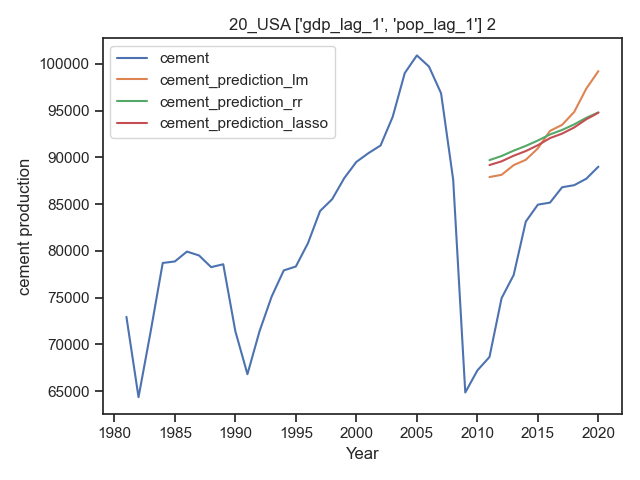 20_USA ['gdp_lag_1', 'pop_lag_1'] 2
cement
cement_prediction_lm
cement_prediction_rr
cement_prediction_lasso
cement production
100000
95000
90000
85000
80000
75000
70000
65000
1980 1985 1990 1995 2000 2005 2010 2015 2020
Year